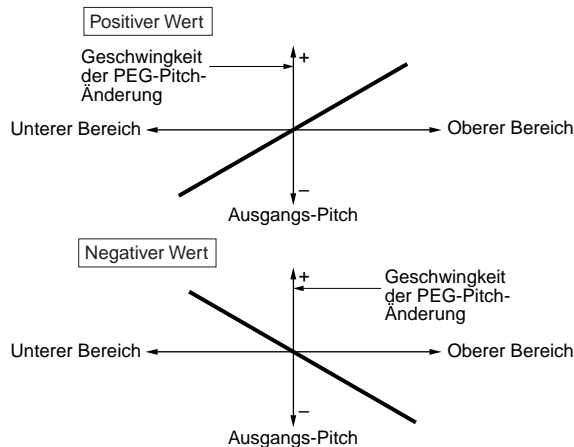 Positiver Wert
Geschwingkeit
der PEG-Pitch-
Änderung
+
Unterer Bereich
Oberer Bereich
–
Ausgangs-Pitch
Negativer Wert
+
Geschwingkeit
der PEG-Pitch-
Änderung
Unterer Bereich
Oberer Bereich
–
Ausgangs-Pitch